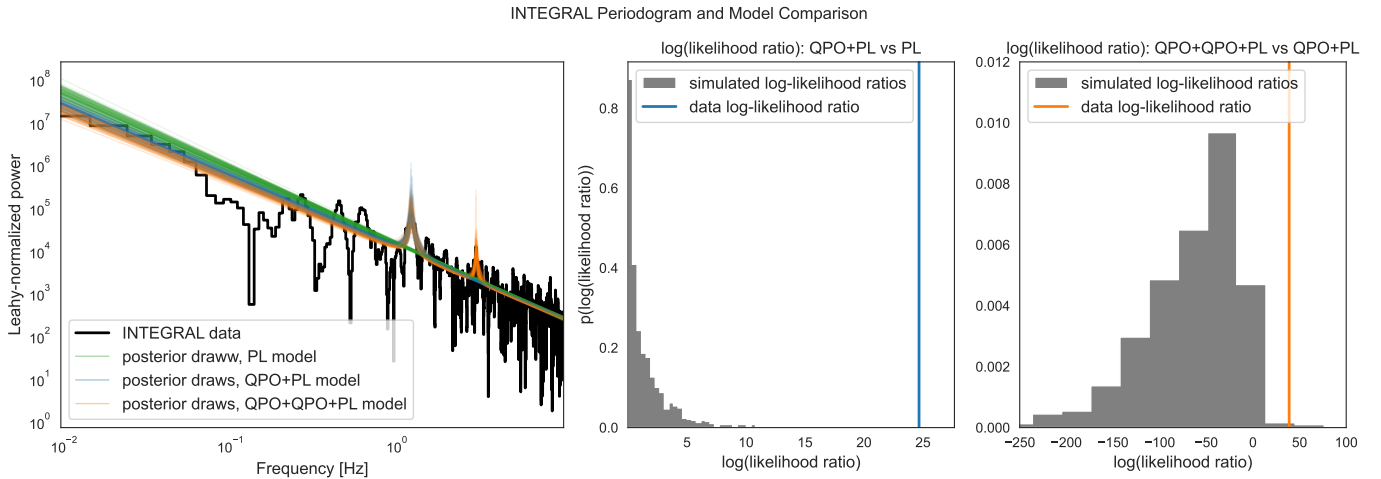 INTEGRAL Periodogram and Model Comparison
Leahy-normalized power
10⁸
10⁷
10⁶
10⁵
10⁴
10³
10²
10¹
10⁰
INTEGRAL data
posterior draww, PL model
posterior draws, QPO+PL model
posterior draws, QPO+QPO+PL model
10⁻²
10⁻¹
10⁰
Frequency [Hz]
log(likelihood ratio): QPO+PL vs PL
simulated log-likelihood ratios
data log-likelihood ratio
p(log(likelihood ratio))
0.8
0.6
0.4
0.2
0.0
5
10
15
20
25
log(likelihood ratio)
log(likelihood ratio): QPO+QPO+PL vs QPO+PL
simulated log-likelihood ratios
data log-likelihood ratio
0.012
0.010
0.008
0.006
0.004
0.002
0.000
−250
−200
−150
−100
−50
0
50
100
log(likelihood ratio)